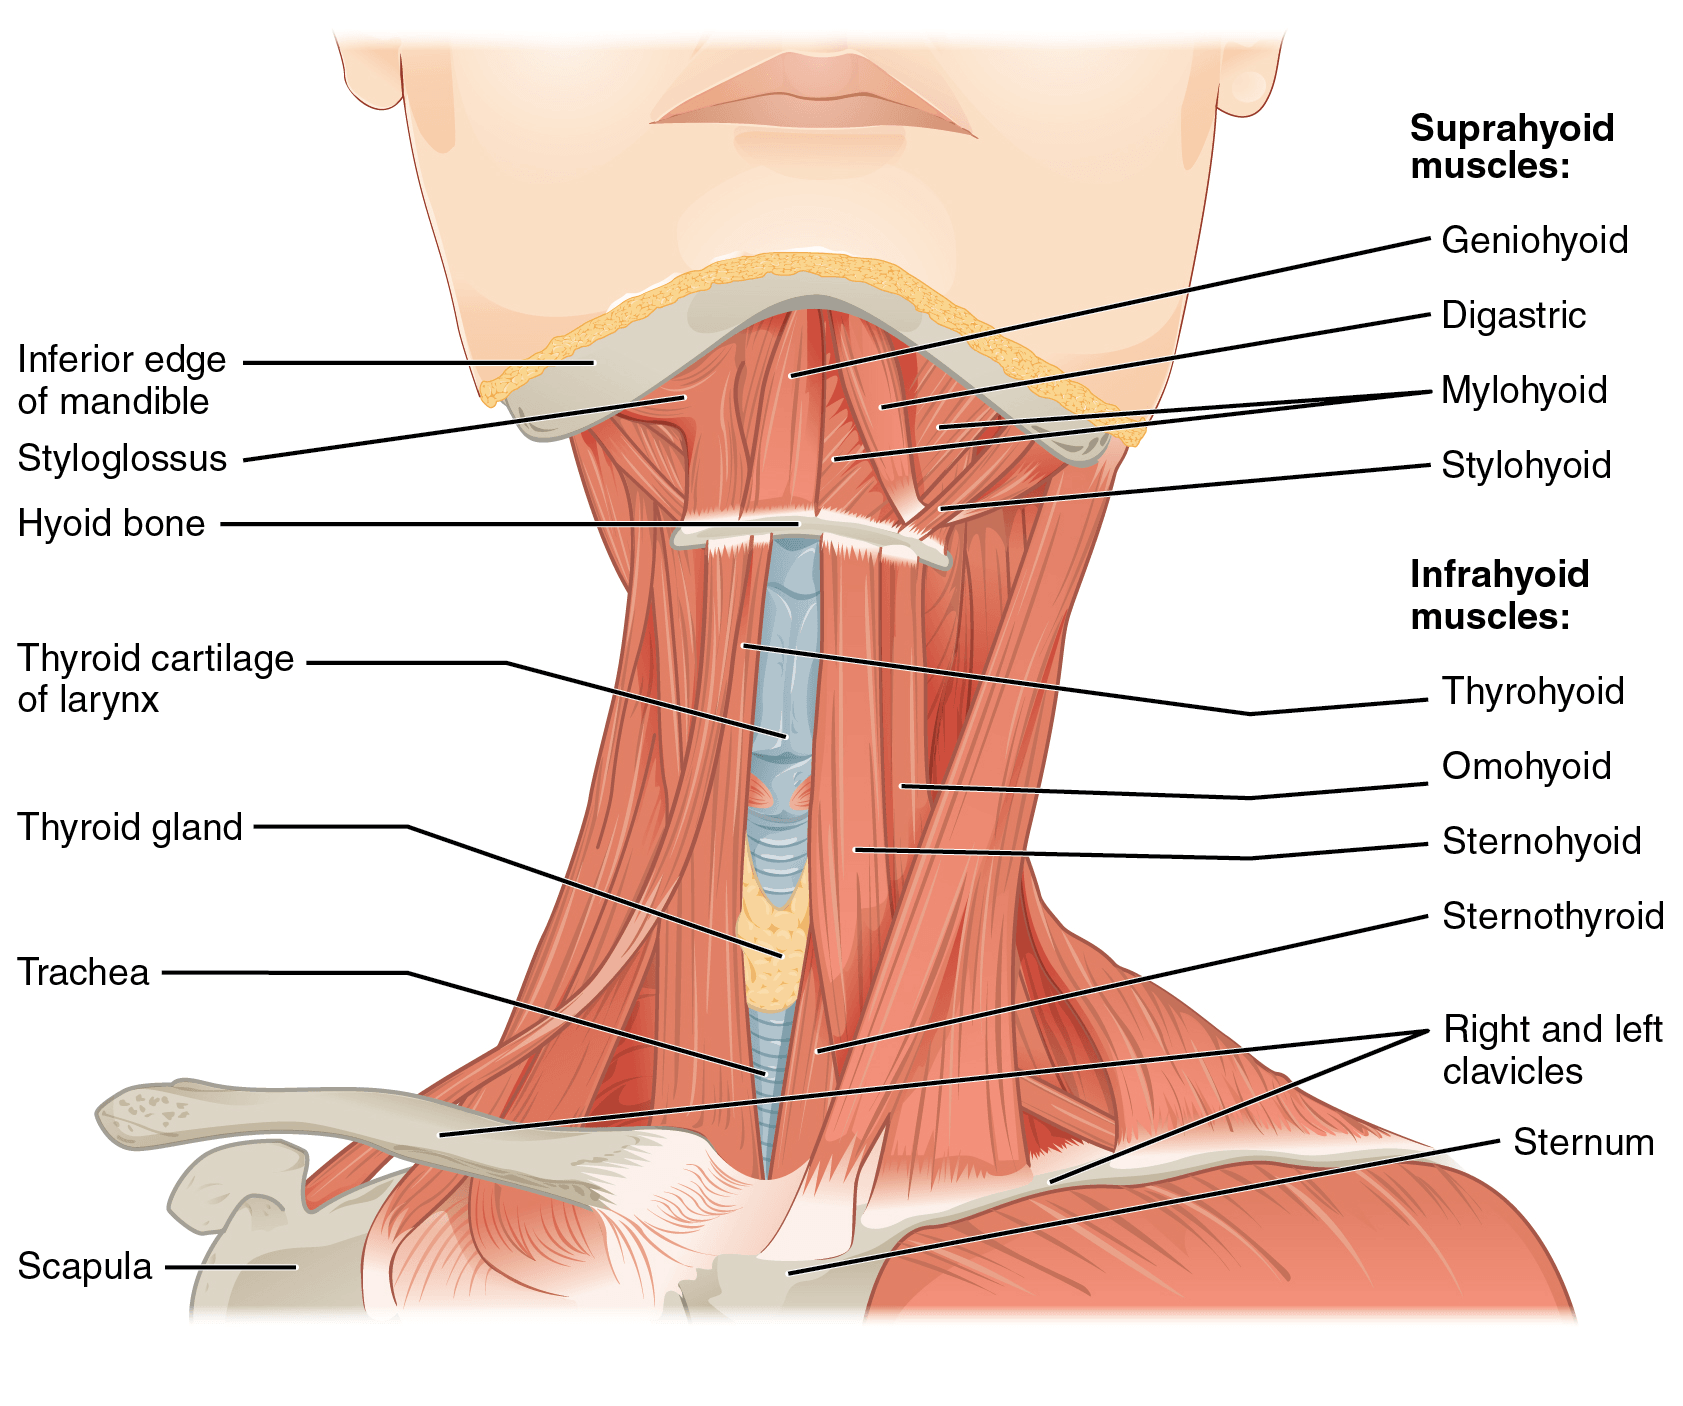 Inferior edge
of mandible
Styloglossus
Hyoid bone
Thyroid cartilage
of larynx
Thyroid gland
Trachea
Scapula
Suprahyoid
muscles:
Geniohyoid
Digastric
Mylohyoid
Stylohyoid
Infrahyoid
muscles:
Thyrohyoid
Omohyoid
Sternohyoid
Sternothyroid
Right and left
clavicles
Sternum